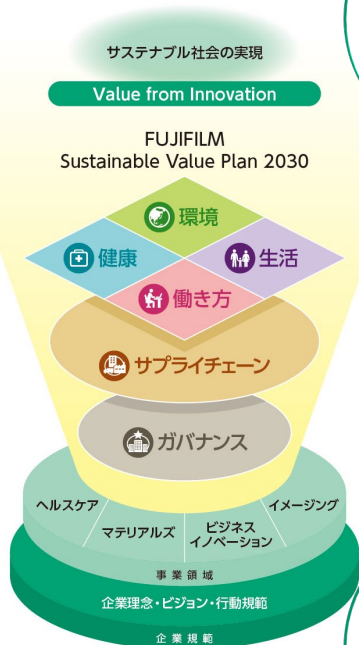 サステナブル社会の実現
Value from Innovation
FUJIFILM
Sustainable Value Plan 2030
環境
健康
生活
働き方
サプライチェーン
ガバナンス
ヘルスケア
マテリアルズ
ビジネス
イノベーション
イメージング
事業領域
企業理念・ビジョン・行動規範
企業規範